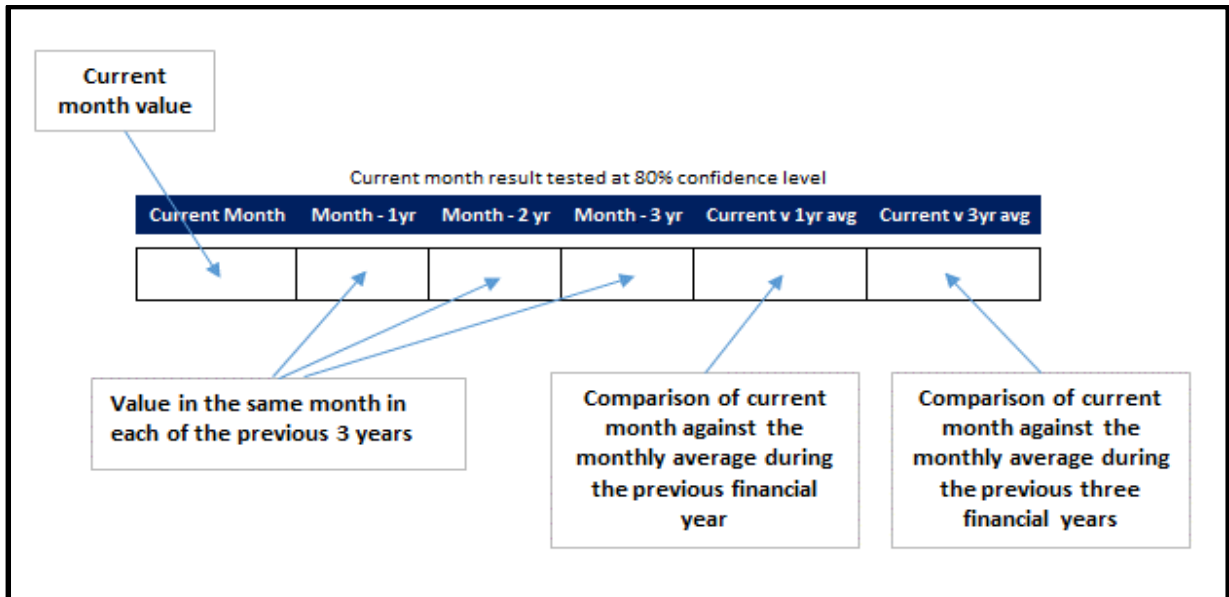 Current
month value
Current month result tested at 80% confidence level
Current Month Month - 1yr Month - 2 yr Month - 3 yr Current v 1yr avg Current v 3yr avg
Value in the same month in
each of the previous 3 years
Comparison of current
month against the
monthly average during
the previous financial
year
Comparison of current
month against the
monthly average during
the previous three
financial years